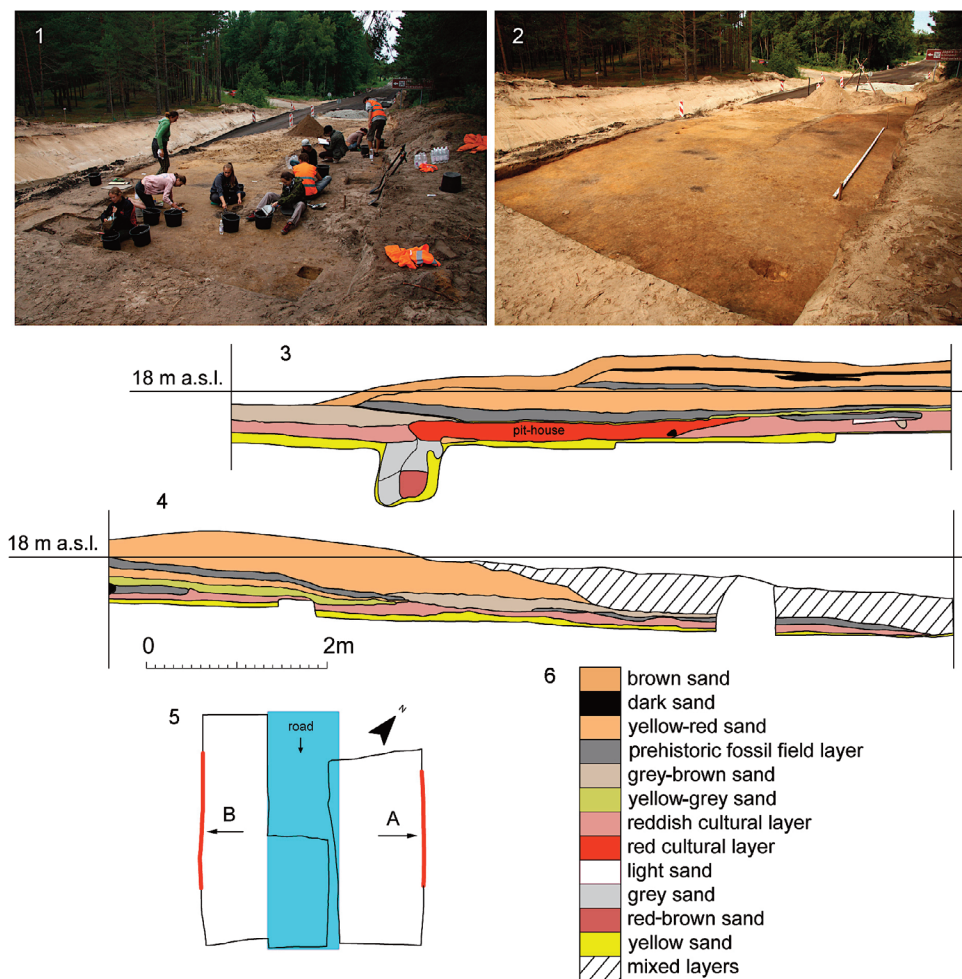 1
2
3
18 m a.s.l.
pit-house
4
18 m a.s.l.
0 2m
5
road
N
B
A
6
brown sand
dark sand
yellow-red sand
prehistoric fossil field layer
grey-brown sand
yellow-grey sand
reddish cultural layer
red cultural layer
light sand
grey sand
red-brown sand
yellow sand
mixed layers